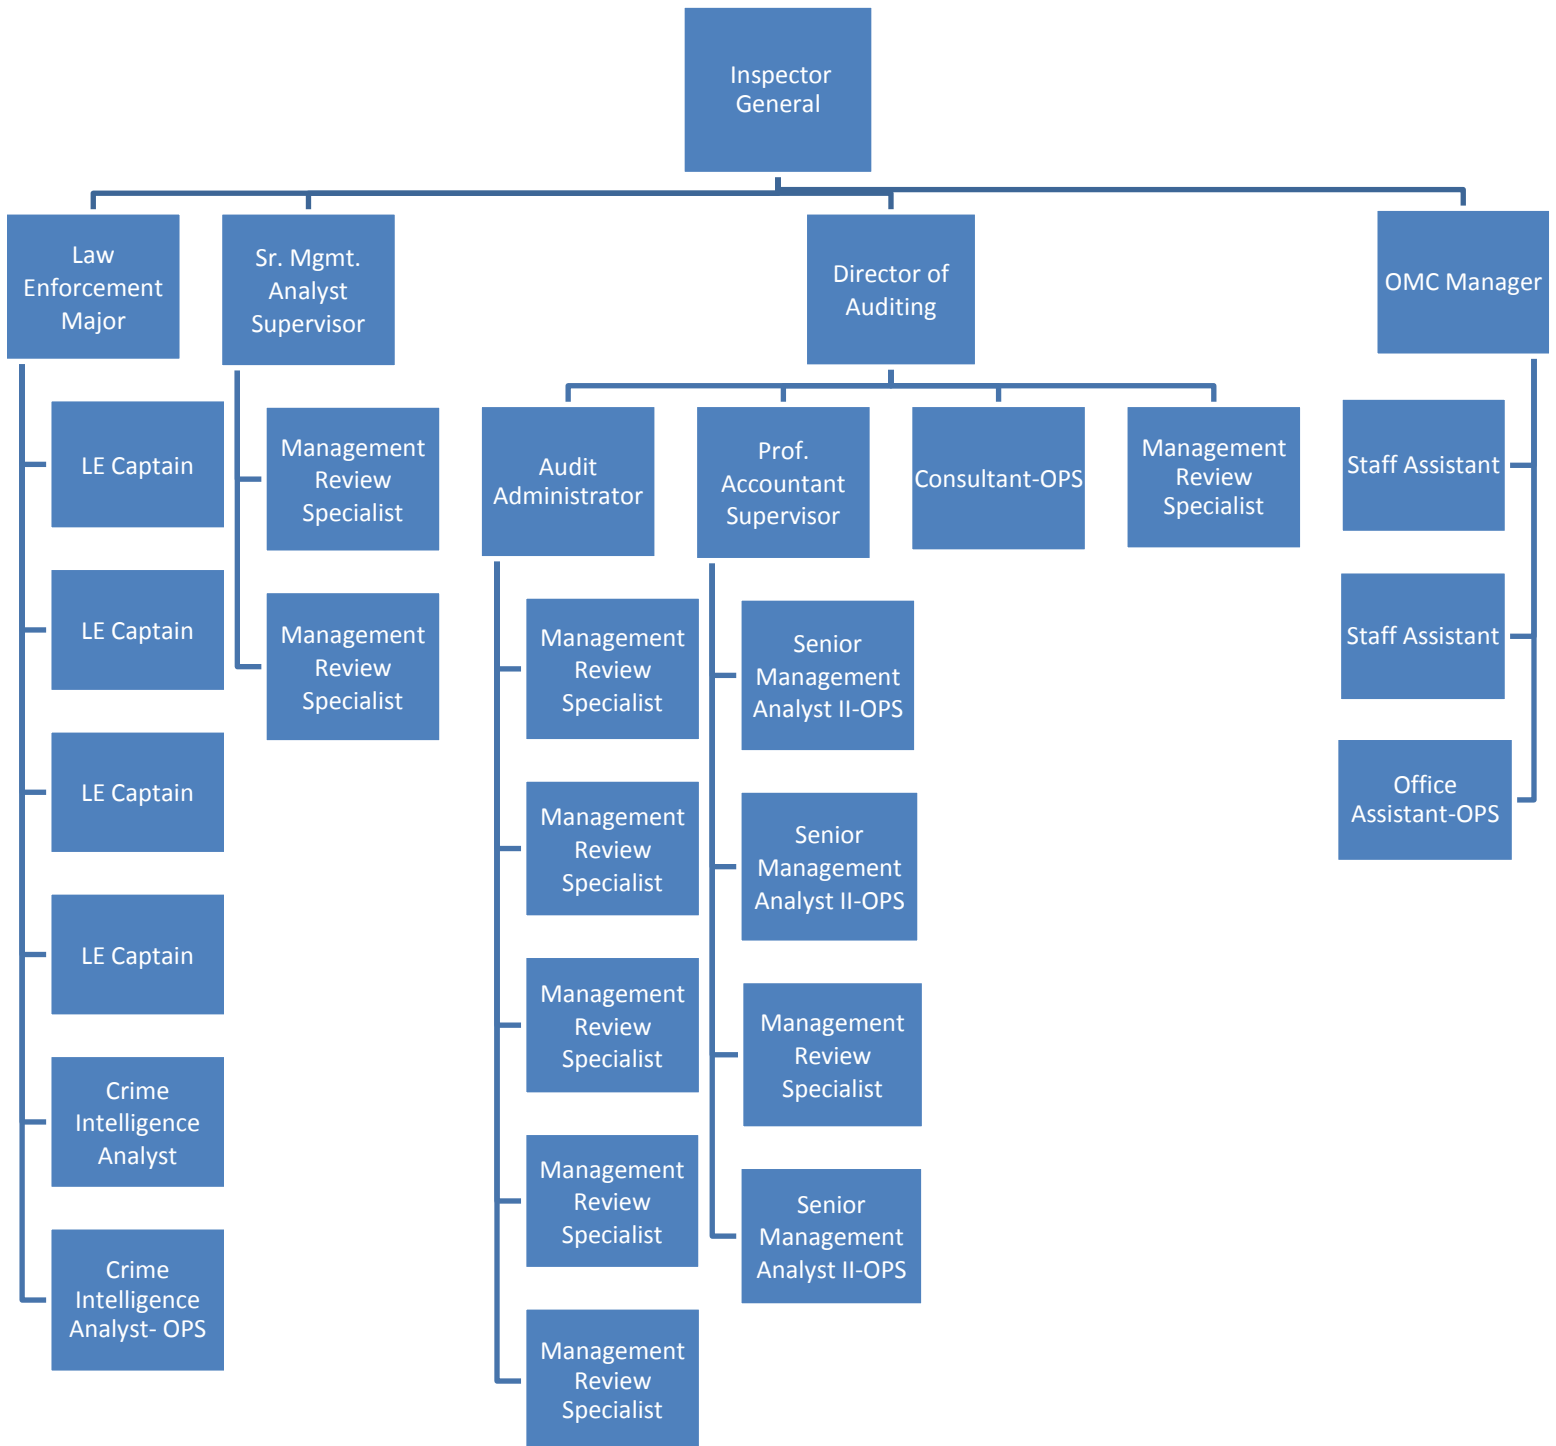 Inspector
General
Law
Enforcement
Major
Sr. Mgmt.
Analyst
Supervisor
Director of
Auditing
OMC Manager
LE Captain
LE Captain
LE Captain
LE Captain
Crime
Intelligence
Analyst
Crime
Intelligence
Analyst- OPS
Management
Review
Specialist
Management
Review
Specialist
Audit
Administrator
Prof.
Accountant
Supervisor
Consultant-OPS
Management
Review
Specialist
Management
Review
Specialist
Management
Review
Specialist
Management
Review
Specialist
Management
Review
Specialist
Management
Review
Specialist
Senior
Management
Analyst II-OPS
Senior
Management
Analyst II-OPS
Management
Review
Specialist
Senior
Management
Analyst II-OPS
Staff Assistant
Staff Assistant
Office
Assistant-OPS